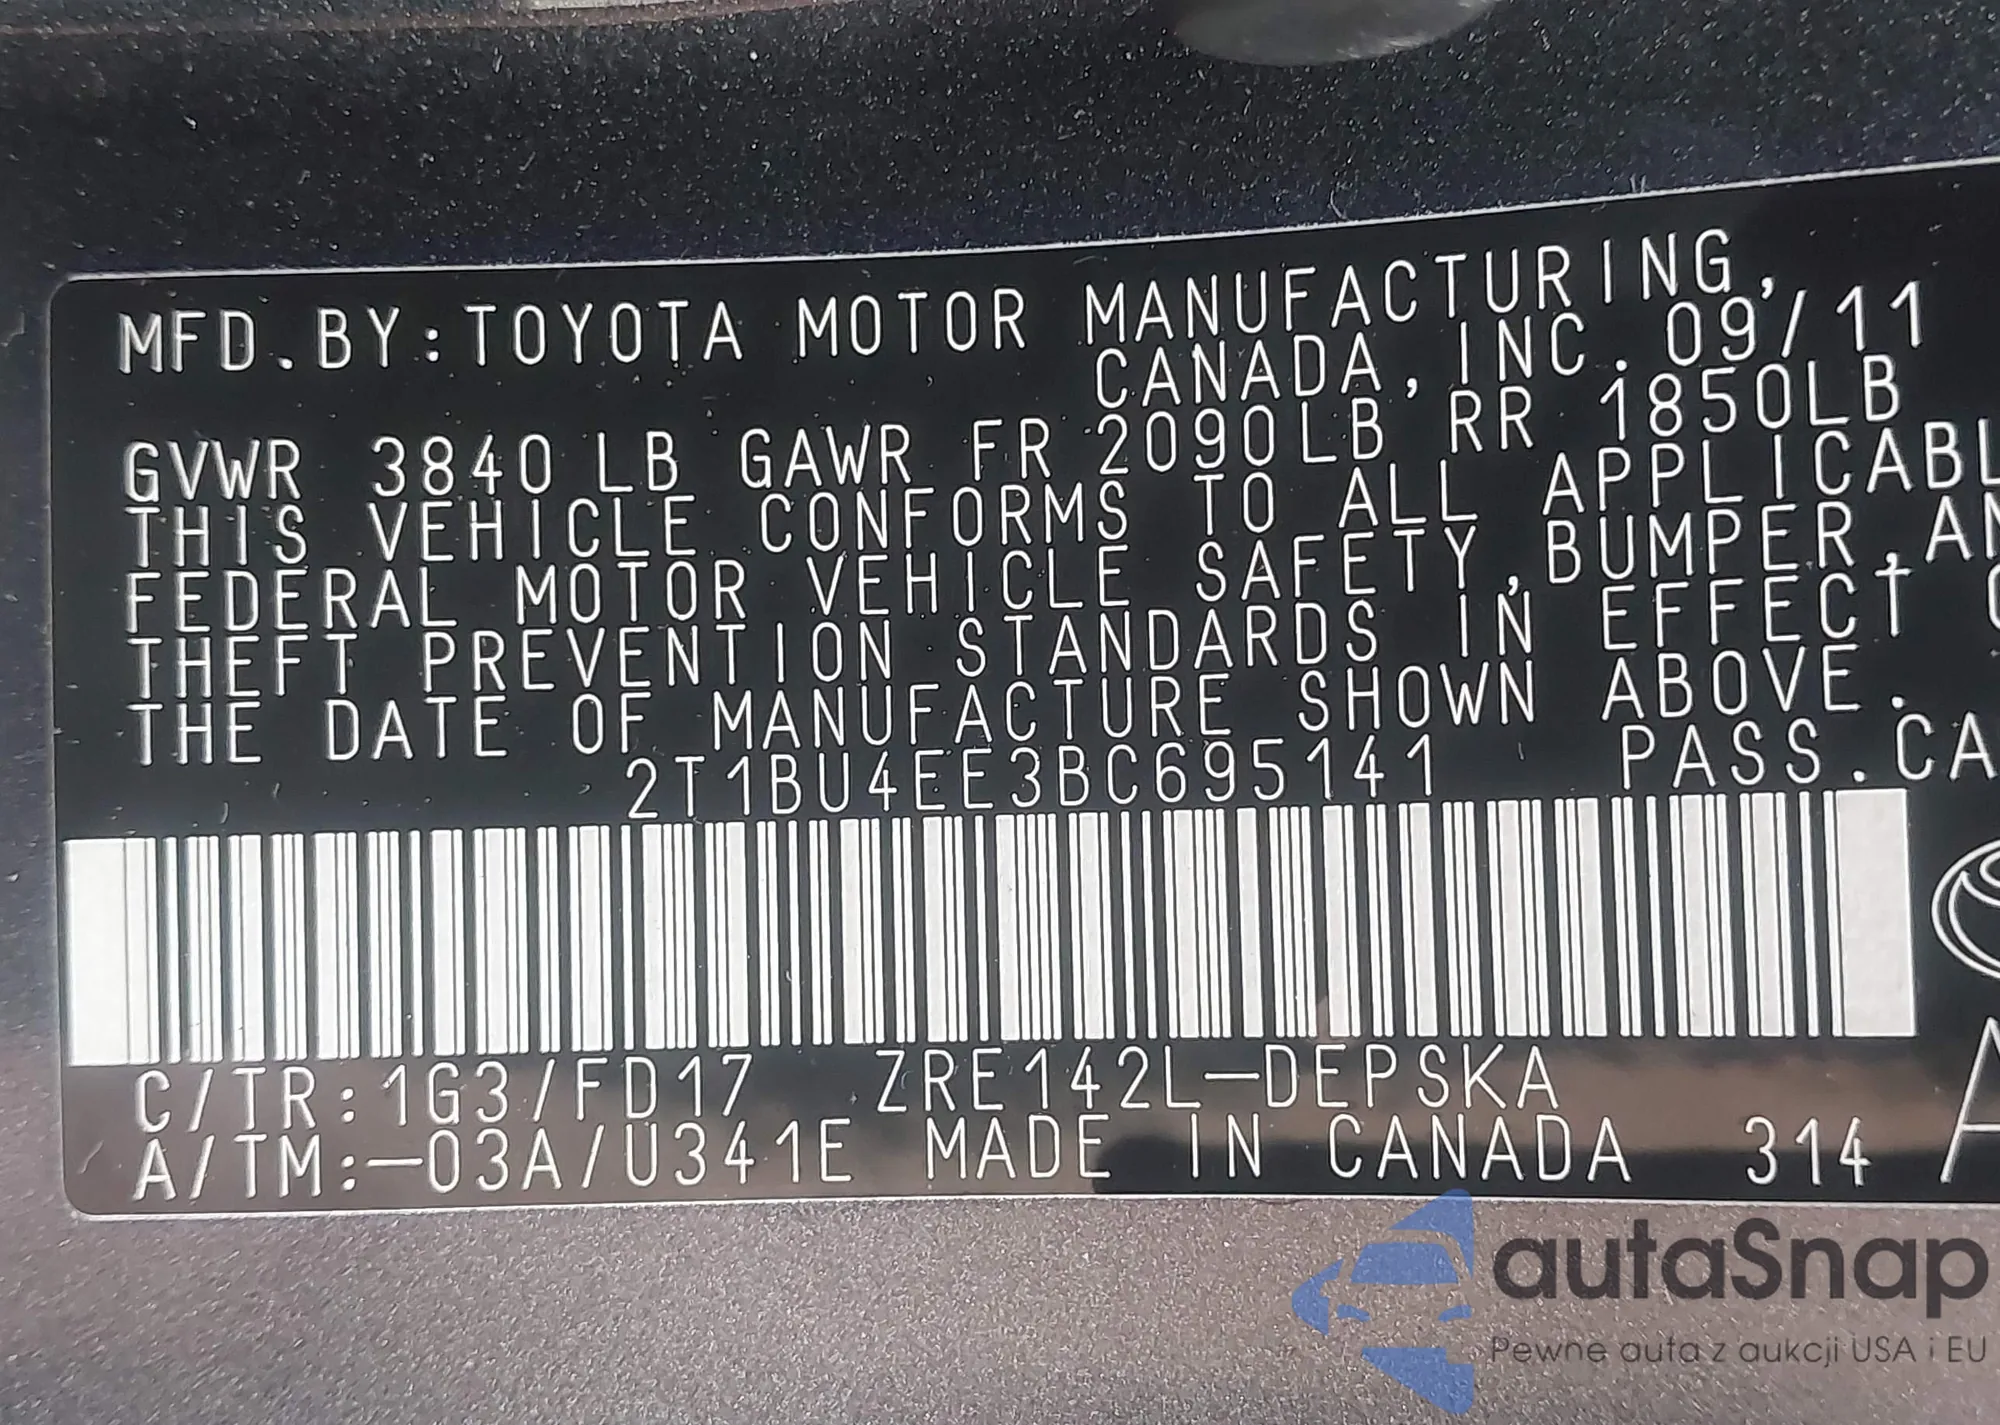 MFD.BY:TOYOTA MOTOR MANUFACTURING,
CANADA,INC. 09/11
GVWR 3840LB GAWR FR 2090LB RR 1850LB
THIS VEHICLE CONFORMS TO ALL APPLICABL
FEDERAL MOTOR VEHICLE SAFETY,BUMPER,AN
THEFT PREVENTION STANDARDS IN EFFECT O
THE DATE OF MANUFACTURE SHOWN ABOVE.
2T1BU4EE3BC695141 PASS.CA
C/TR:1G3/FD17 ZRE142L-DEPSKA
A/TM:-03A/U341E MADE IN CANADA 314 A
autaSnap
Pewne auta z aukcji USA i EU